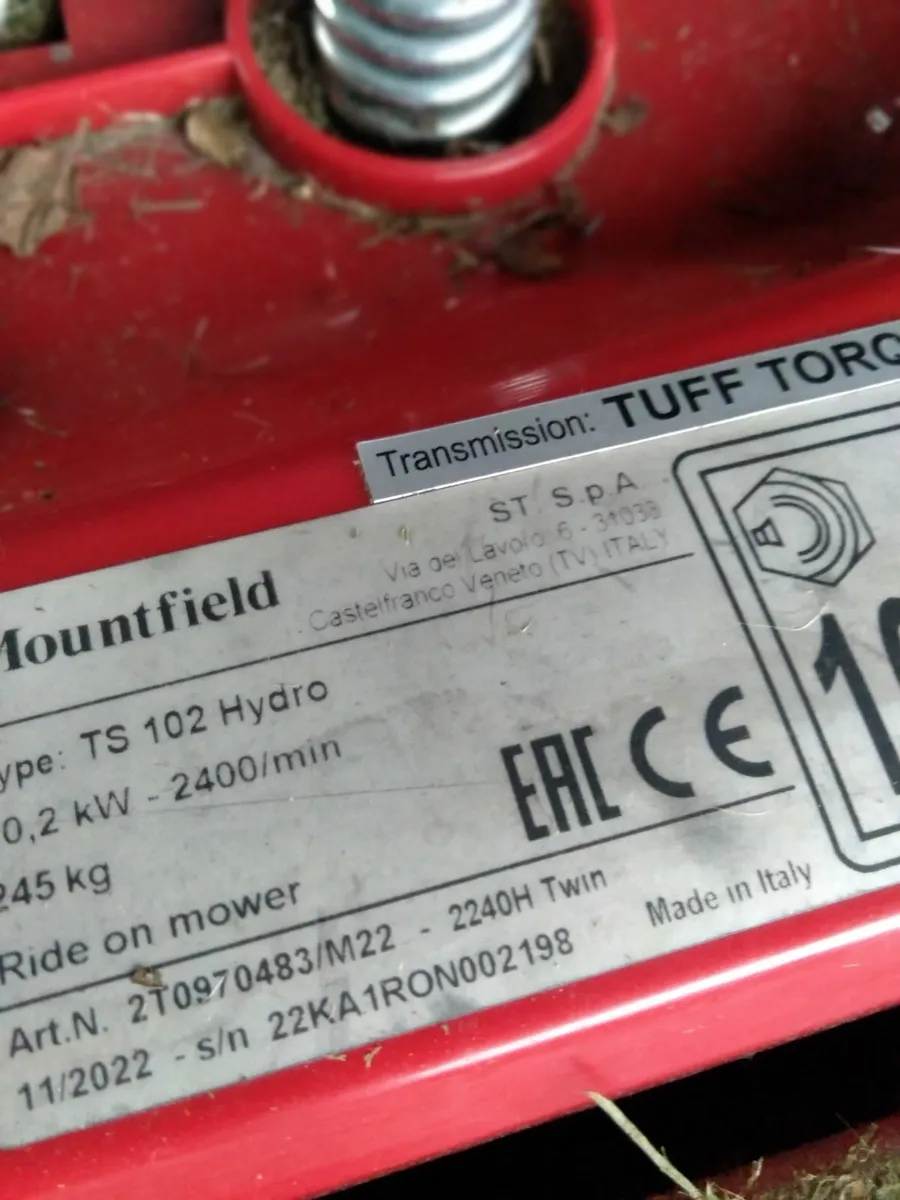 Transmission: TUFF TORQ
ST. S.p.A.
Via del Lavoro 6 - 31033
Castelfranco Veneto (TV) ITALY
Mountfield
ype: TS 102 Hydro
0,2 kW - 2400/min
245 kg
EAC CE
Ride on mower
Art.N. 2T0970483/M22 - 2240H Twin
Made in Italy
11/2022 - s/n 22KA1RON002198